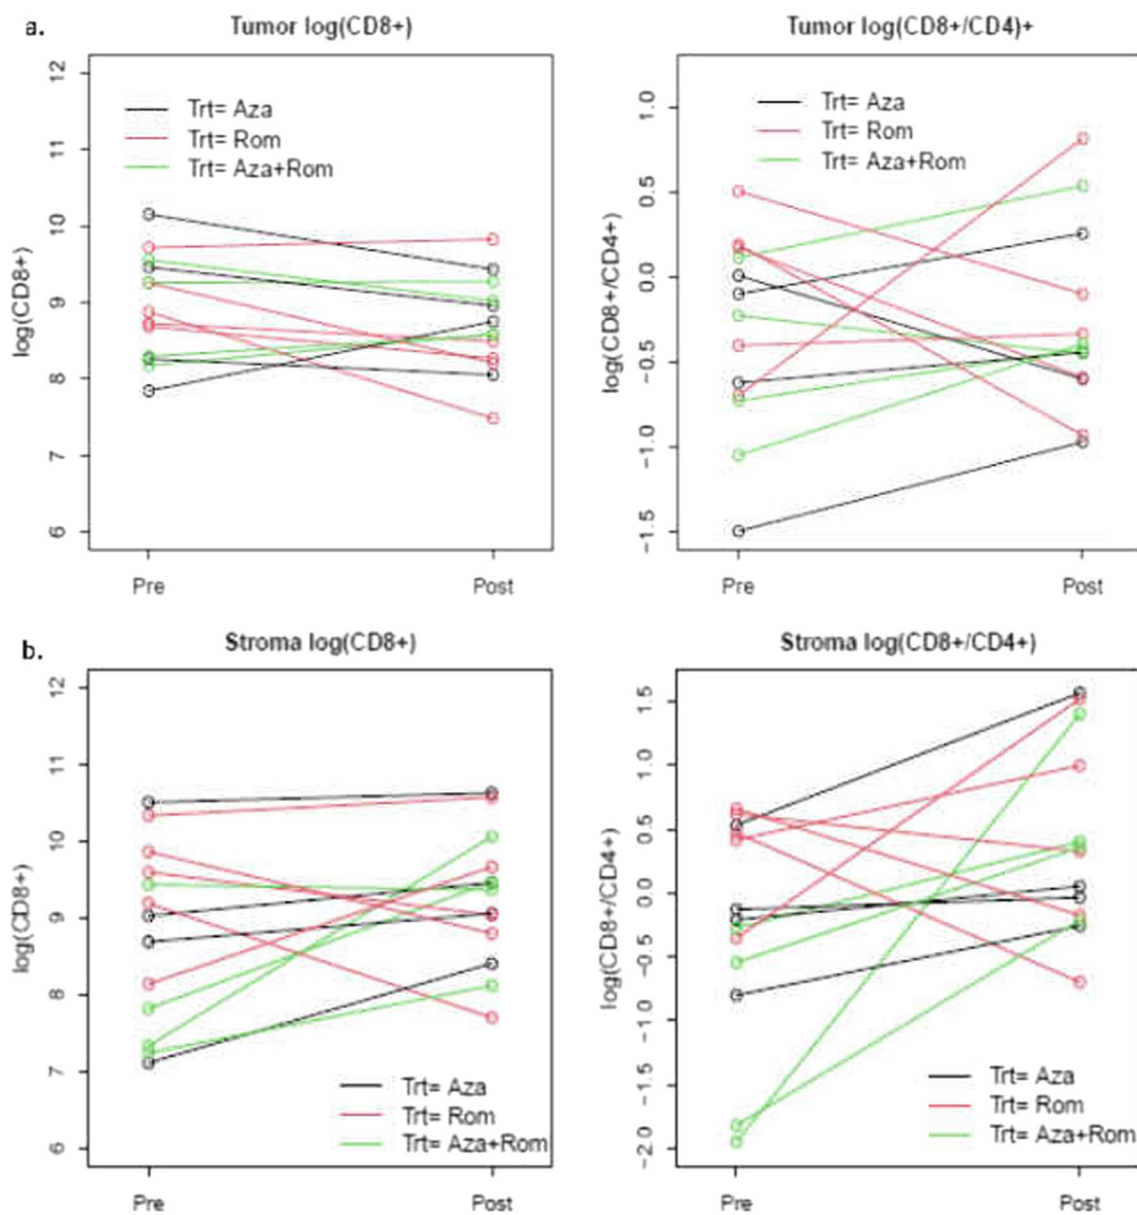 a.
Tumor log(CD8+)
log(CD8+)
12
11
10
9
8
7
6
Trt= Aza
Trt= Rom
Trt= Aza+Rom
Pre
Post
Tumor log(CD8+/CD4)+
log(CD8+/CD4+)
1.0
0.5
0.0
−0.5
−1.0
−1.5
Trt= Aza
Trt= Rom
Trt= Aza+Rom
Pre
Post
b.
Stroma log(CD8+)
log(CD8+)
12
11
10
9
8
7
6
Trt= Aza
Trt= Rom
Trt= Aza+Rom
Pre
Post
Stroma log(CD8+/CD4+)
log(CD8+/CD4+)
1.5
1.0
0.5
0.0
−0.5
−1.0
−1.5
−2.0
Trt= Aza
Trt= Rom
Trt= Aza+Rom
Pre
Post